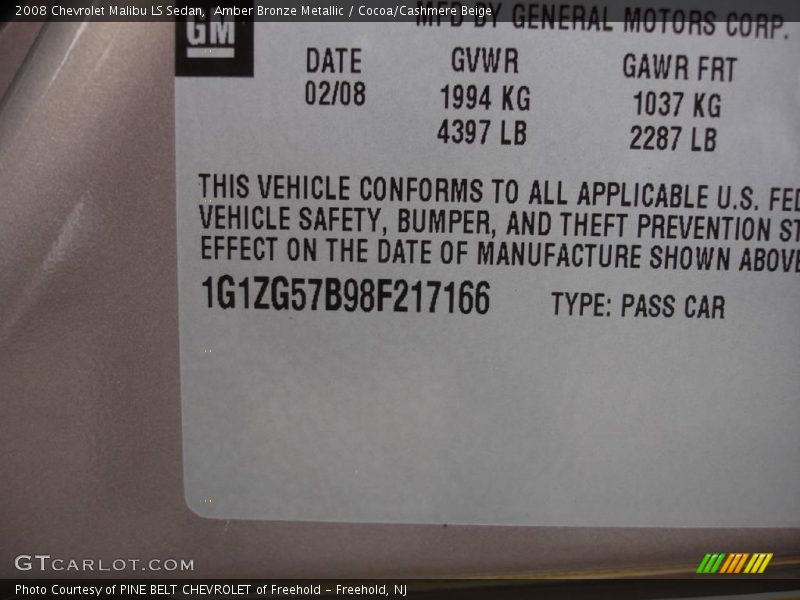 2008 Chevrolet Malibu LS Sedan, Amber Bronze Metallic / Cocoa/Cashmere Beige
GM
MFD BY GENERAL MOTORS CORP.
DATE GVWR GAWR FRT
02/08 1994 KG 1037 KG
4397 LB 2287 LB
THIS VEHICLE CONFORMS TO ALL APPLICABLE U.S. FED
VEHICLE SAFETY, BUMPER, AND THEFT PREVENTION ST
EFFECT ON THE DATE OF MANUFACTURE SHOWN ABOVE
1G1ZG57B98F217166 TYPE: PASS CAR
GTCARLOT.COM
Photo Courtesy of PINE BELT CHEVROLET of Freehold - Freehold, NJ